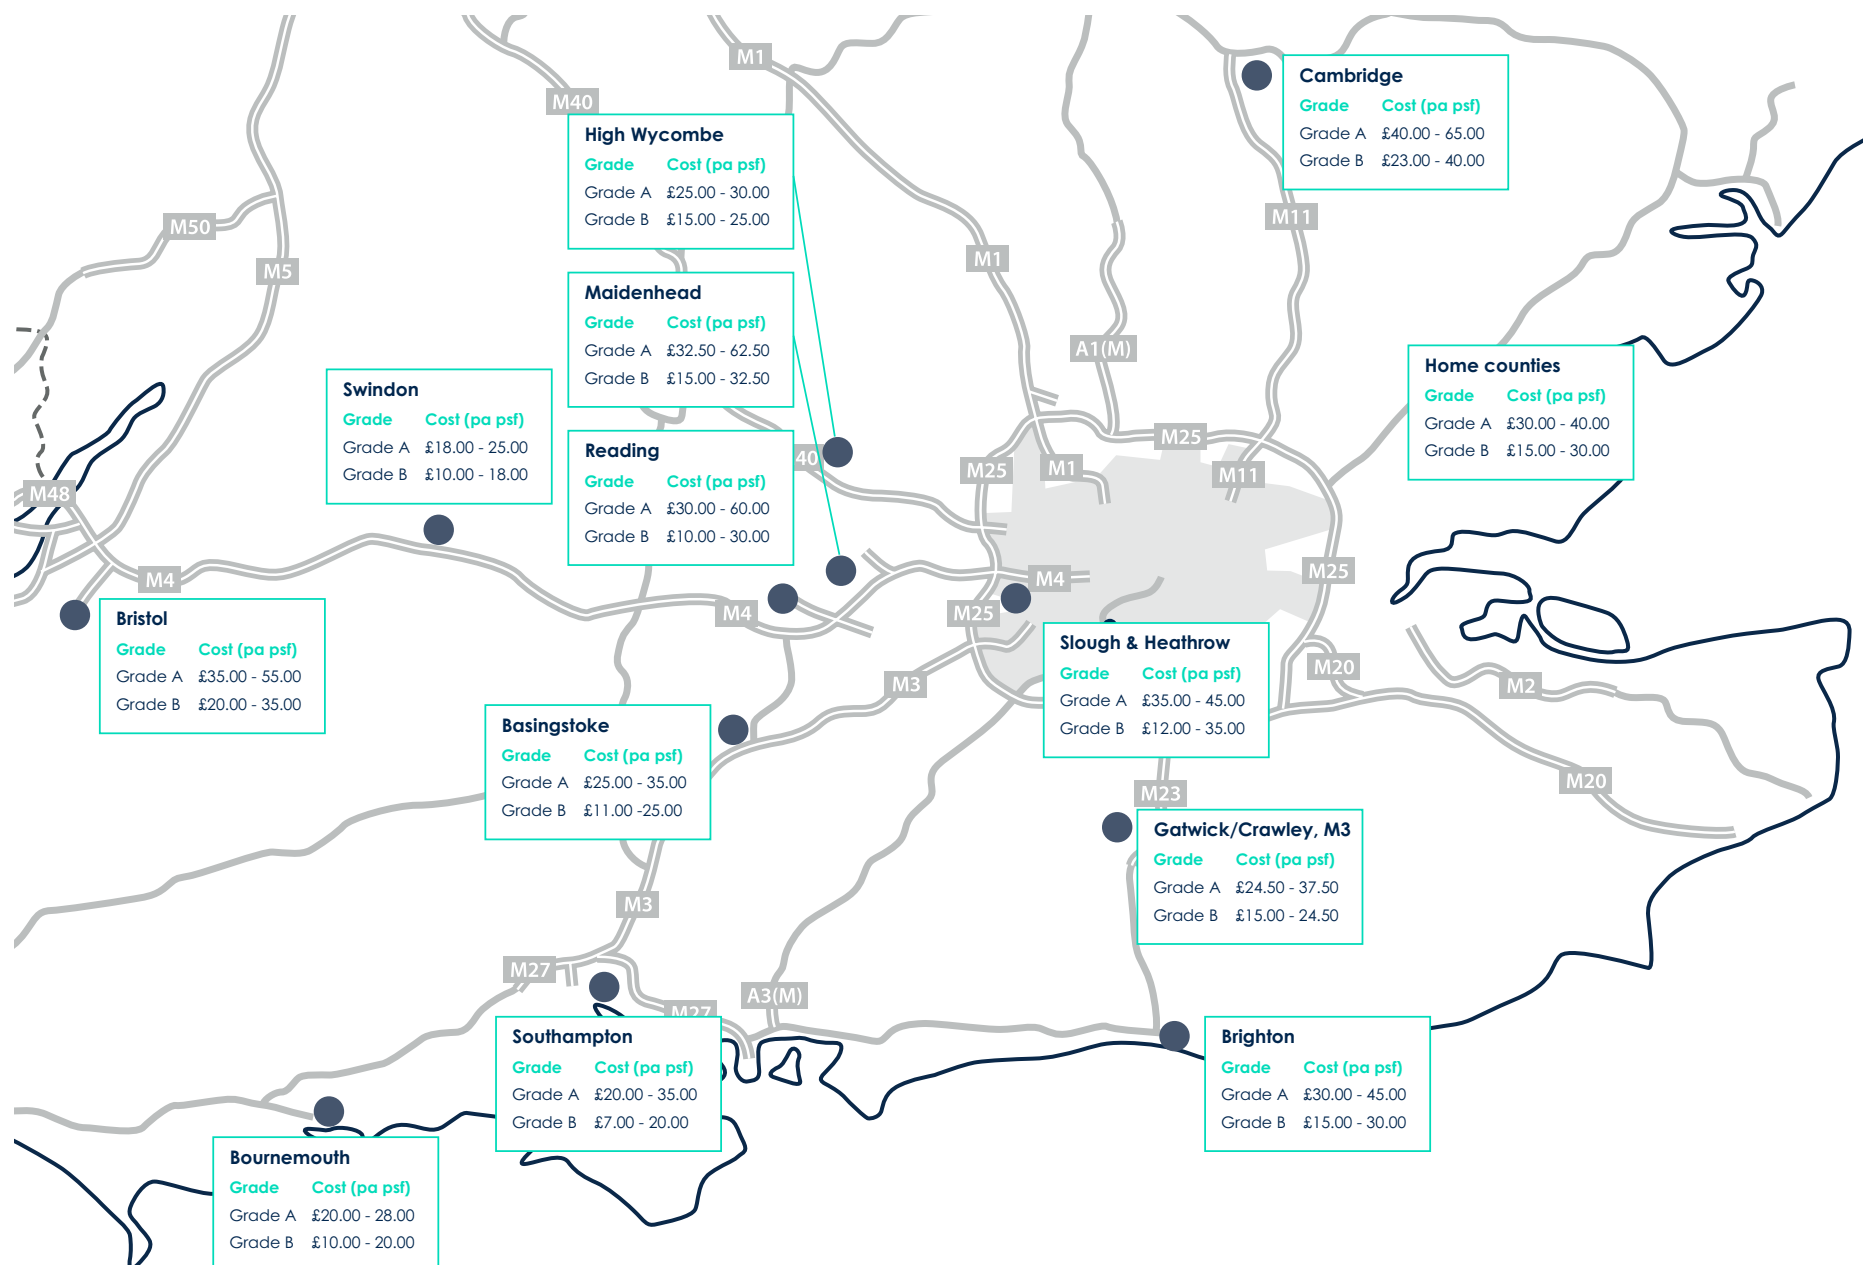 M1
M40
Cambridge
Grade Cost (pa psf)
Grade A £40.00 - 65.00
Grade B £23.00 - 40.00
High Wycombe
Grade Cost (pa psf)
Grade A £25.00 - 30.00
Grade B £15.00 - 25.00
M50
M11
M5
M1
Maidenhead
Grade Cost (pa psf)
Grade A £32.50 - 62.50
Grade B £15.00 - 32.50
A1(M)
Home counties
Grade Cost (pa psf)
Grade A £30.00 - 40.00
Grade B £15.00 - 30.00
Swindon
Grade Cost (pa psf)
Grade A £18.00 - 25.00
Grade B £10.00 - 18.00
Reading
Grade Cost (pa psf)
Grade A £30.00 - 60.00
Grade B £10.00 - 30.00
40
M25
M25
M1
M11
M48
M4
M4
M25
M4
M25
Bristol
Grade Cost (pa psf)
Grade A £35.00 - 55.00
Grade B £20.00 - 35.00
Slough & Heathrow
Grade Cost (pa psf)
Grade A £35.00 - 45.00
Grade B £12.00 - 35.00
M20
M3
M2
Basingstoke
Grade Cost (pa psf)
Grade A £25.00 - 35.00
Grade B £11.00 -25.00
M20
M23
Gatwick/Crawley, M3
Grade Cost (pa psf)
Grade A £24.50 - 37.50
Grade B £15.00 - 24.50
M3
M27
A3(M)
M27
Southampton
Grade Cost (pa psf)
Grade A £20.00 - 35.00
Grade B £7.00 - 20.00
Brighton
Grade Cost (pa psf)
Grade A £30.00 - 45.00
Grade B £15.00 - 30.00
Bournemouth
Grade Cost (pa psf)
Grade A £20.00 - 28.00
Grade B £10.00 - 20.00